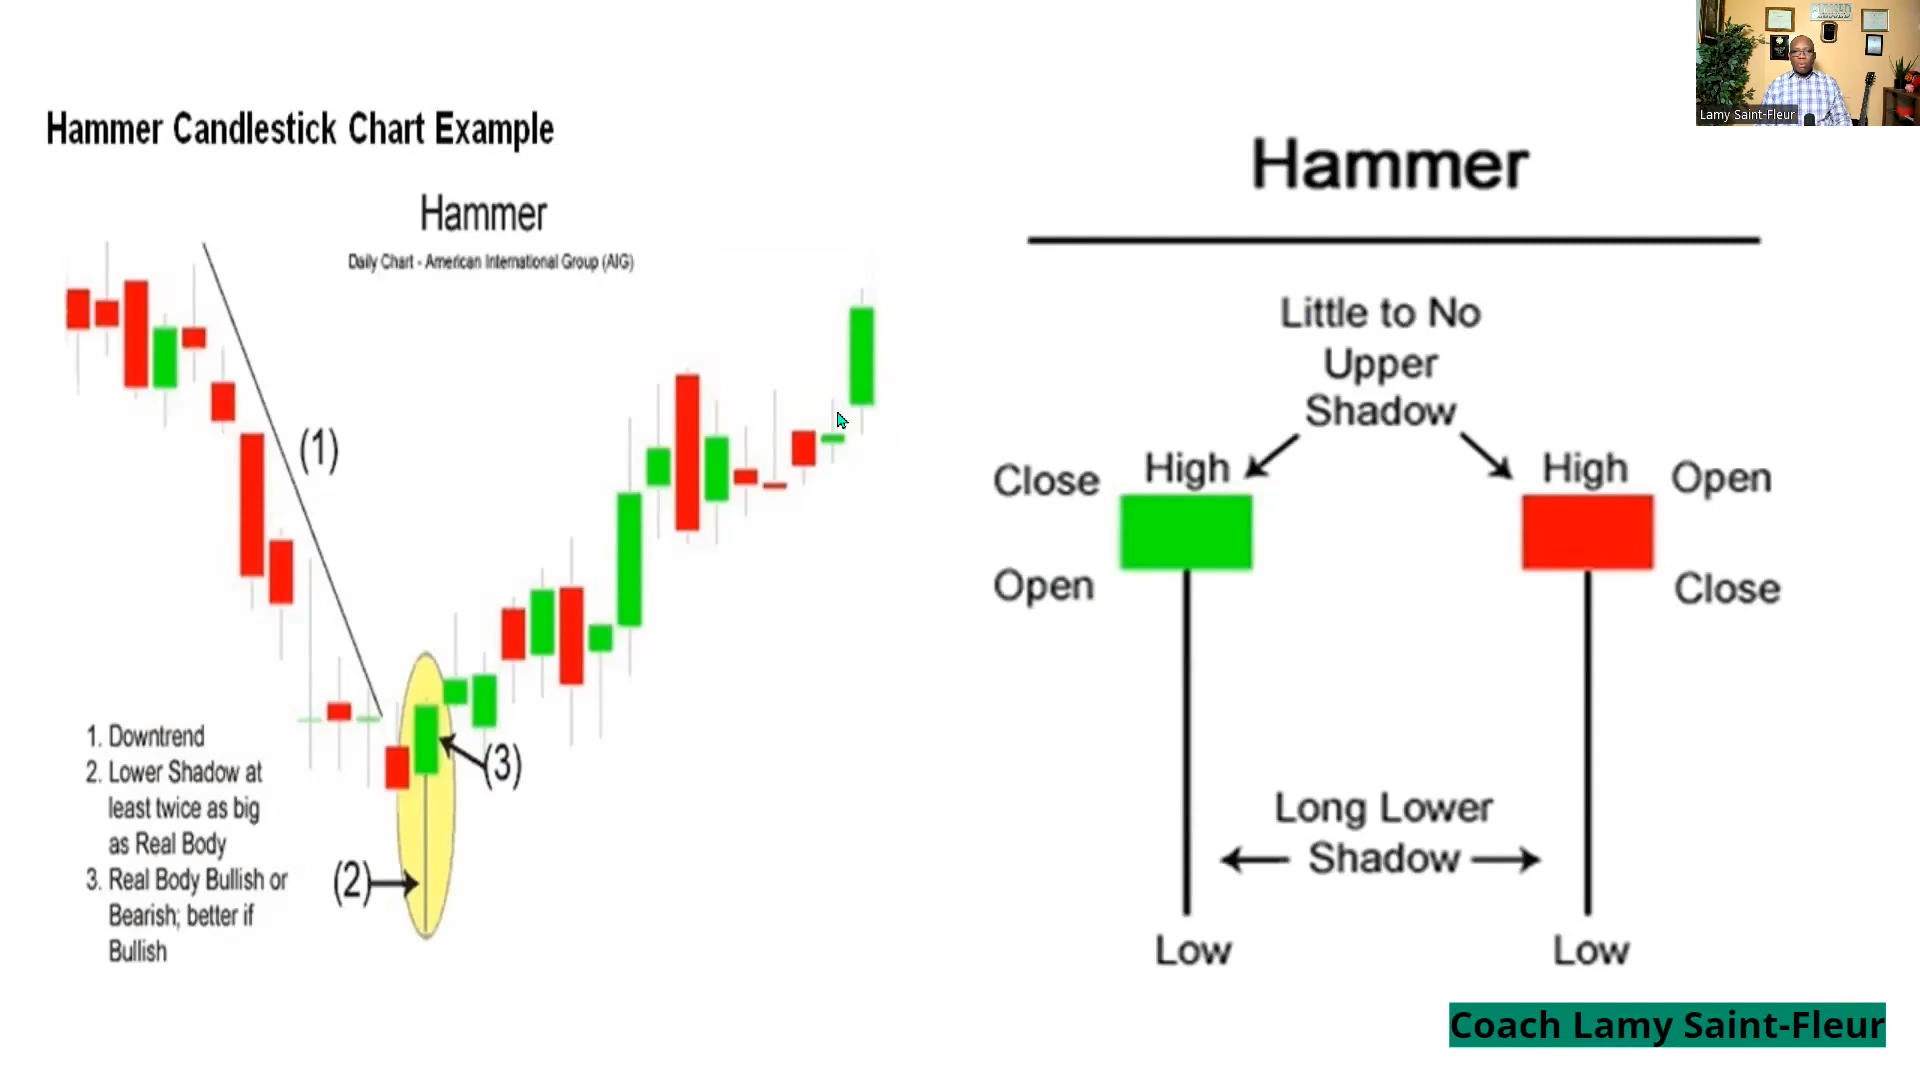 Lamy Saint-Fleur
Hammer Candlestick Chart Example
Hammer
Daily Chart - American International Group (AIG)
(1)
(3)
(2)
1. Downtrend
2. Lower Shadow at
least twice as big
as Real Body
3. Real Body Bullish or
Bearish; better if
Bullish
Hammer
Little to No
Upper
Shadow
Close
High
High
Open
Open
Close
Long Lower
Shadow
Low
Low
Coach Lamy Saint-Fleur